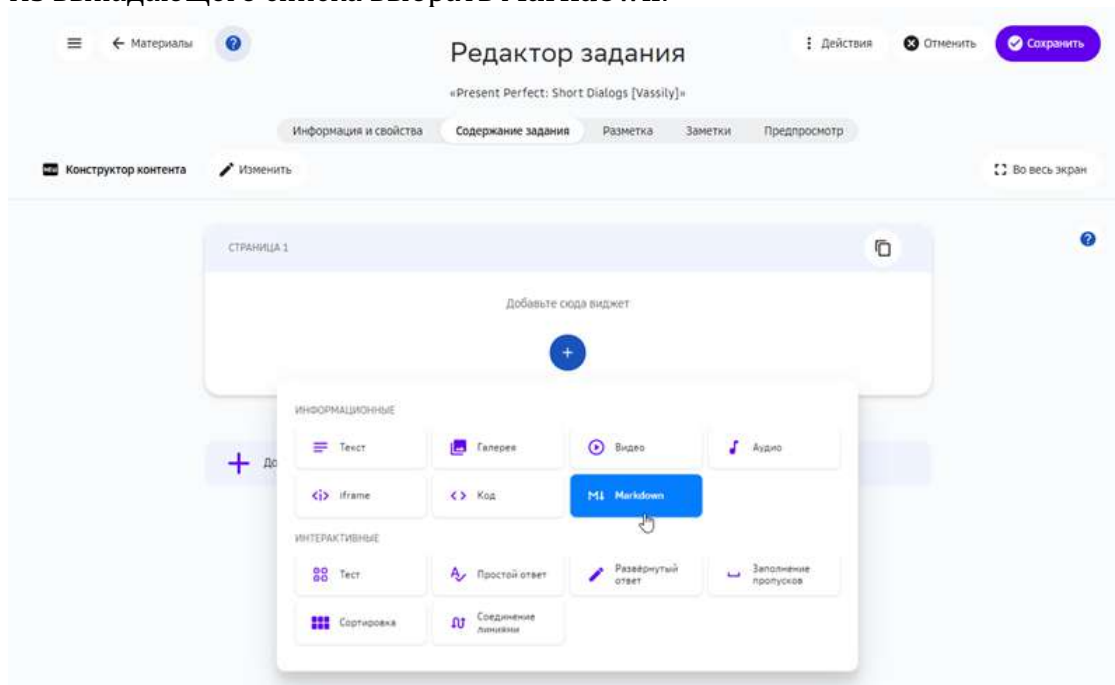 Материалы
Редактор задания
Действия
Отменить
Сохранить
«Present Perfect: Short Dialogs [Vassily]»
Информация и свойства
Содержание задания
Разметка
Заметки
Предпросмотр
Конструктор контента
Изменить
Во весь экран
СТРАНИЦА 1
Добавьте сюда виджет
ИНФОРМАЦИОННЫЕ
Текст
Галерея
Видео
Аудио
iframe
Код
Markdown
ИНТЕРАКТИВНЫЕ
Тест
Простой ответ
Развёрнутый
ответ
Заполнение
пропусков
Сортировка
Соединение
линиями